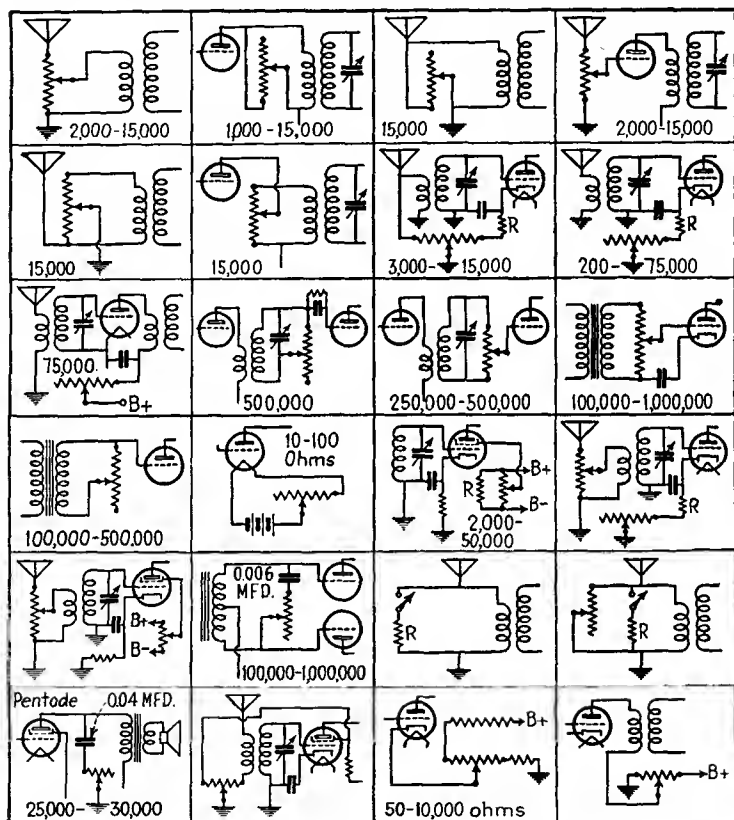 2,000-15,000
1,000-15,000
15,000
2,000-15,000
15,000
15,000
R
3,000-15,000
R
200-75,000
75,000.
B+
500,000
250,000-500,000
100,000-1,000,000
100,000-500,000
10-100
Ohms
B+
R
B-
2,000-
50,000
R
B+
B-
0.006
MFD.
100,000-1,000,000
R
R
Pentode
0.04 MFD.
25,000-30,000
B+
50-10,000 ohms
B+